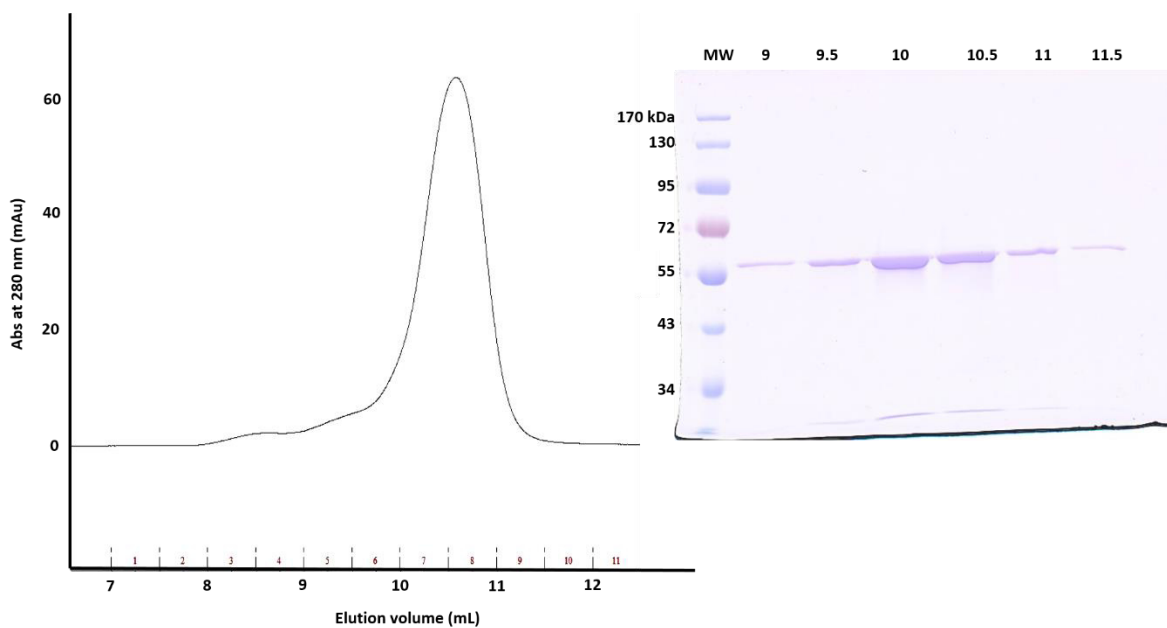 60
40
20
0
Abs at 280 nm (mAu)
1 2 3 4 5 6 7 8 9 10 11
7 8 9 10 11 12
Elution volume (mL)
MW 9 9.5 10 10.5 11 11.5
170 kDa
130
95
72
55
43
34